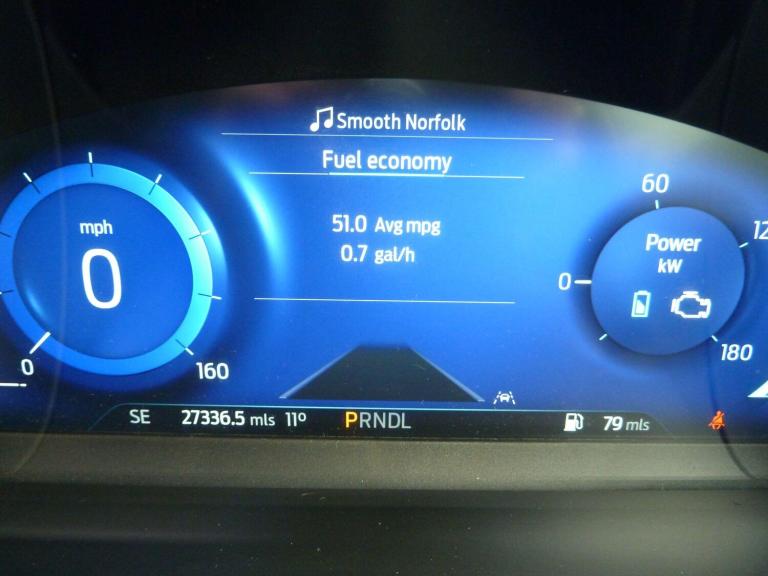 Smooth Norfolk
Fuel economy
51.0 Avg mpg
0.7 gal/h
mph
0
0
160
60
Power
kW
0
180
SE 27336.5 mls 11º PRNDL 79 mls